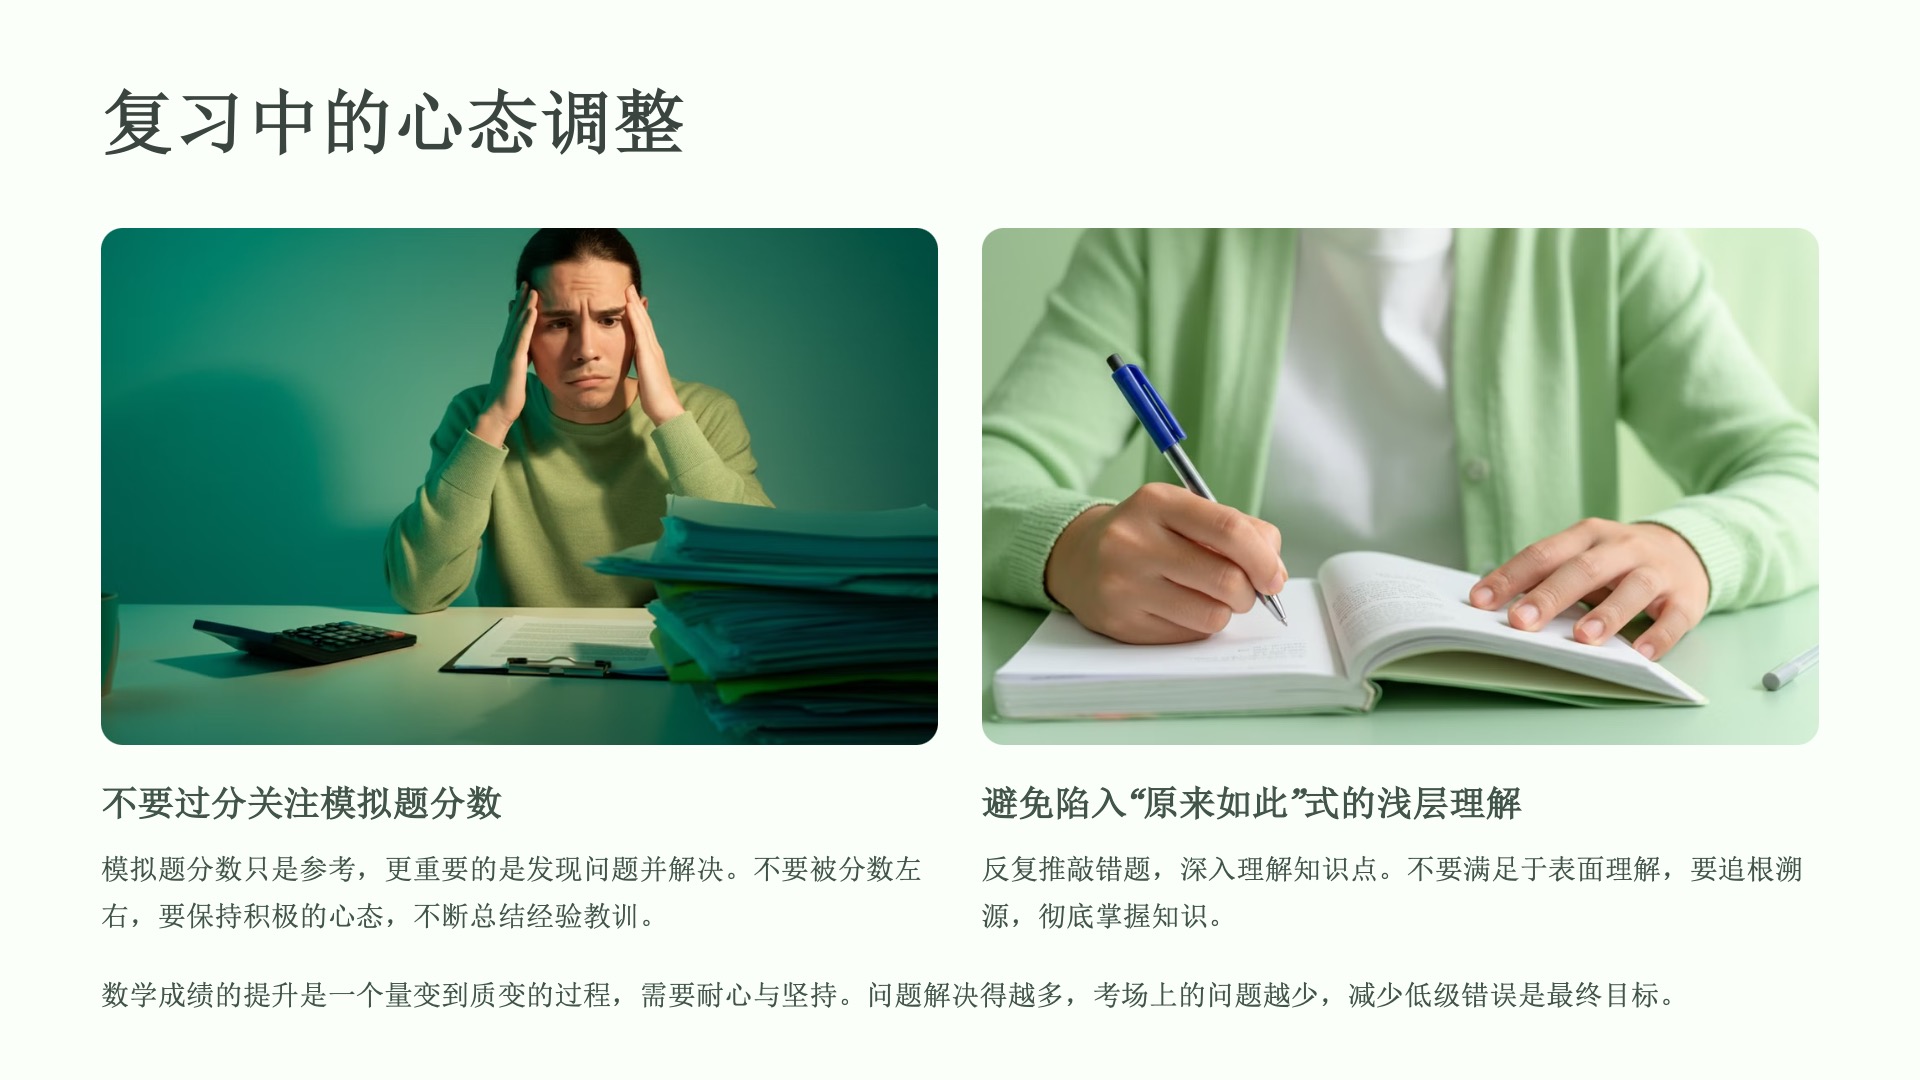 复习中的心态调整
不要过分关注模拟题分数
模拟题分数只是参考，更重要的是发现问题并解决。不要被分数左
右，要保持积极的心态，不断总结经验教训。
避免陷入“原来如此”式的浅层理解
反复推敲错题，深入理解知识点。不要满足于表面理解，要追根溯
源，彻底掌握知识。
数学成绩的提升是一个量变到质变的过程，需要耐心与坚持。问题解决得越多，考场上的问题越少，减少低级错误是最终目标。